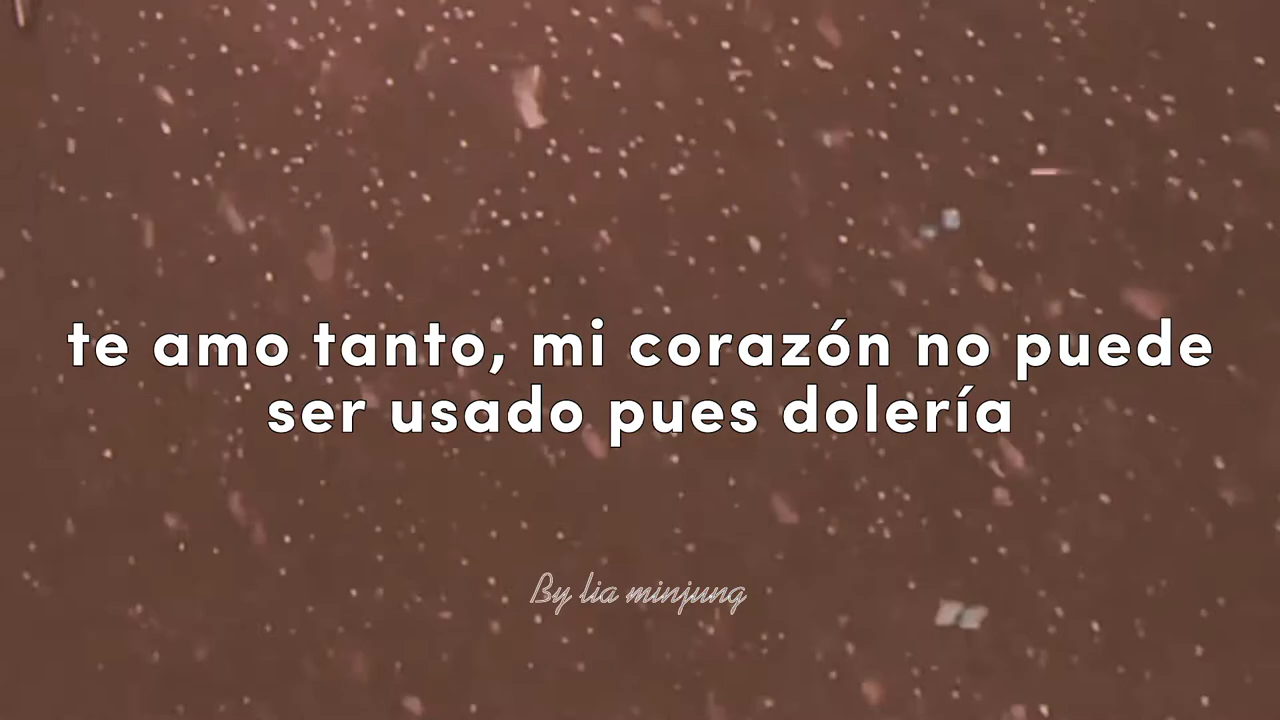 te amo tanto, mi corazón no puede
ser usado pues dolería
By lia minjung